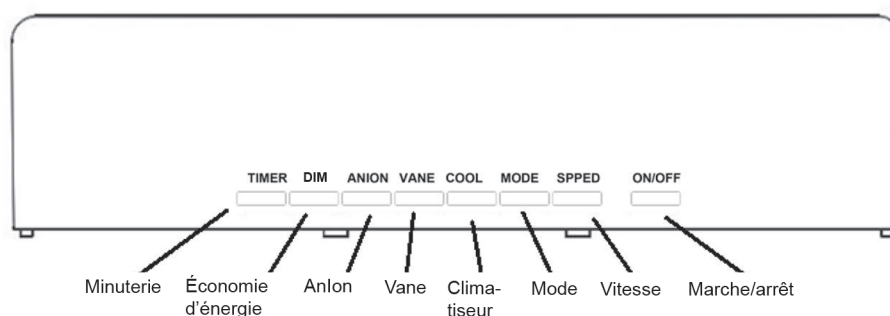 TIMER DIM ANION VANE COOL MODE SPPED ON/OFF
Minuterie Économie d'énergie AnIon Vane Clima-tiseur Mode Vitesse Marche/arrêt